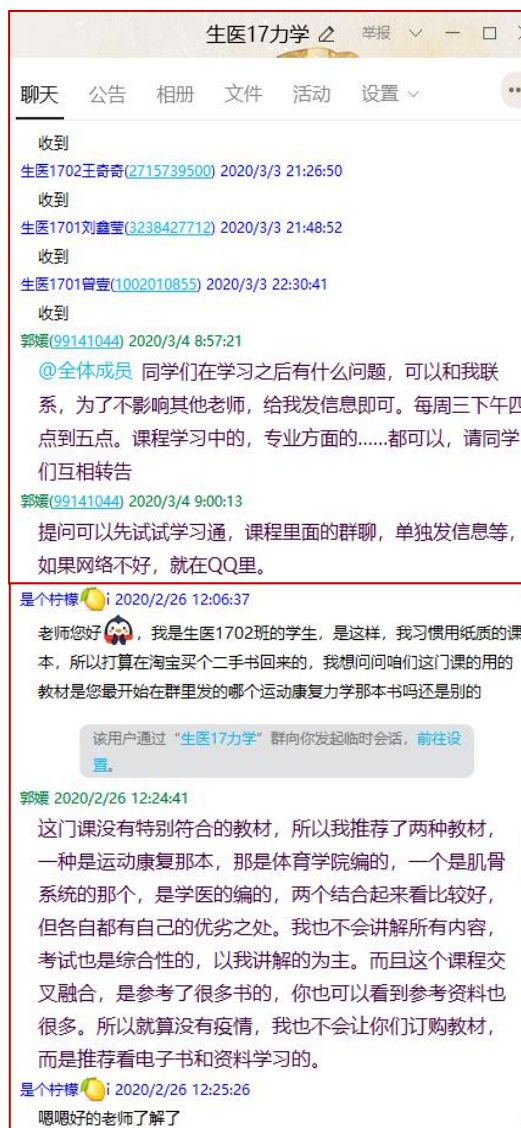 生医17力学 举报
聊天 公告 相册 文件 活动 设置
收到
生医1702王奇奇(2715739500) 2020/3/3 21:26:50
收到
生医1701刘鑫莹(3238427712) 2020/3/3 21:48:52
收到
生医1701曾壹(1002010855) 2020/3/3 22:30:41
收到
郭媛(99141044) 2020/3/4 8:57:21
@全体成员 同学们在学习之后有什么问题，可以和我联
系，为了不影响其他老师，给我发信息即可。每周三下午四
点到五点。课程学习中的，专业方面的......都可以，请同学
们互相转告
郭媛(99141044) 2020/3/4 9:00:13
提问可以先试试学习通，课程里面的群聊，单独发信息等，
如果网络不好，就在QQ里。
是个柠檬🍋i 2020/2/26 12:06:37
老师您好，我是生医1702班的学生，是这样，我习惯用纸质的课
本，所以打算在淘宝买个二手书回来的，我想问问咱们这门课的用的
教材是您最开始在群里发的哪个运动康复力学那本书吗还是别的
该用户通过“生医17力学”群向你发起临时会话，前往设
置。
郭媛 2020/2/26 12:24:41
这门课没有特别符合的教材，所以我推荐了两种教材，
一种是运动康复那本，那是体育学院编的，一个是肌骨
系统的那个，是学医的编的，两个结合起来看比较好，
但各自都有自己的优劣之处。我也不会讲解所有内容，
考试也是综合性的，以我讲解的为主。而且这个课程交
叉融合，是参考了很多书的，你也可以看到参考资料也
很多。所以就算没有疫情，我也不会让你们订购教材，
而是推荐看电子书和资料学习的。
是个柠檬🍋i 2020/2/26 12:25:26
嗯嗯好的老师了解了